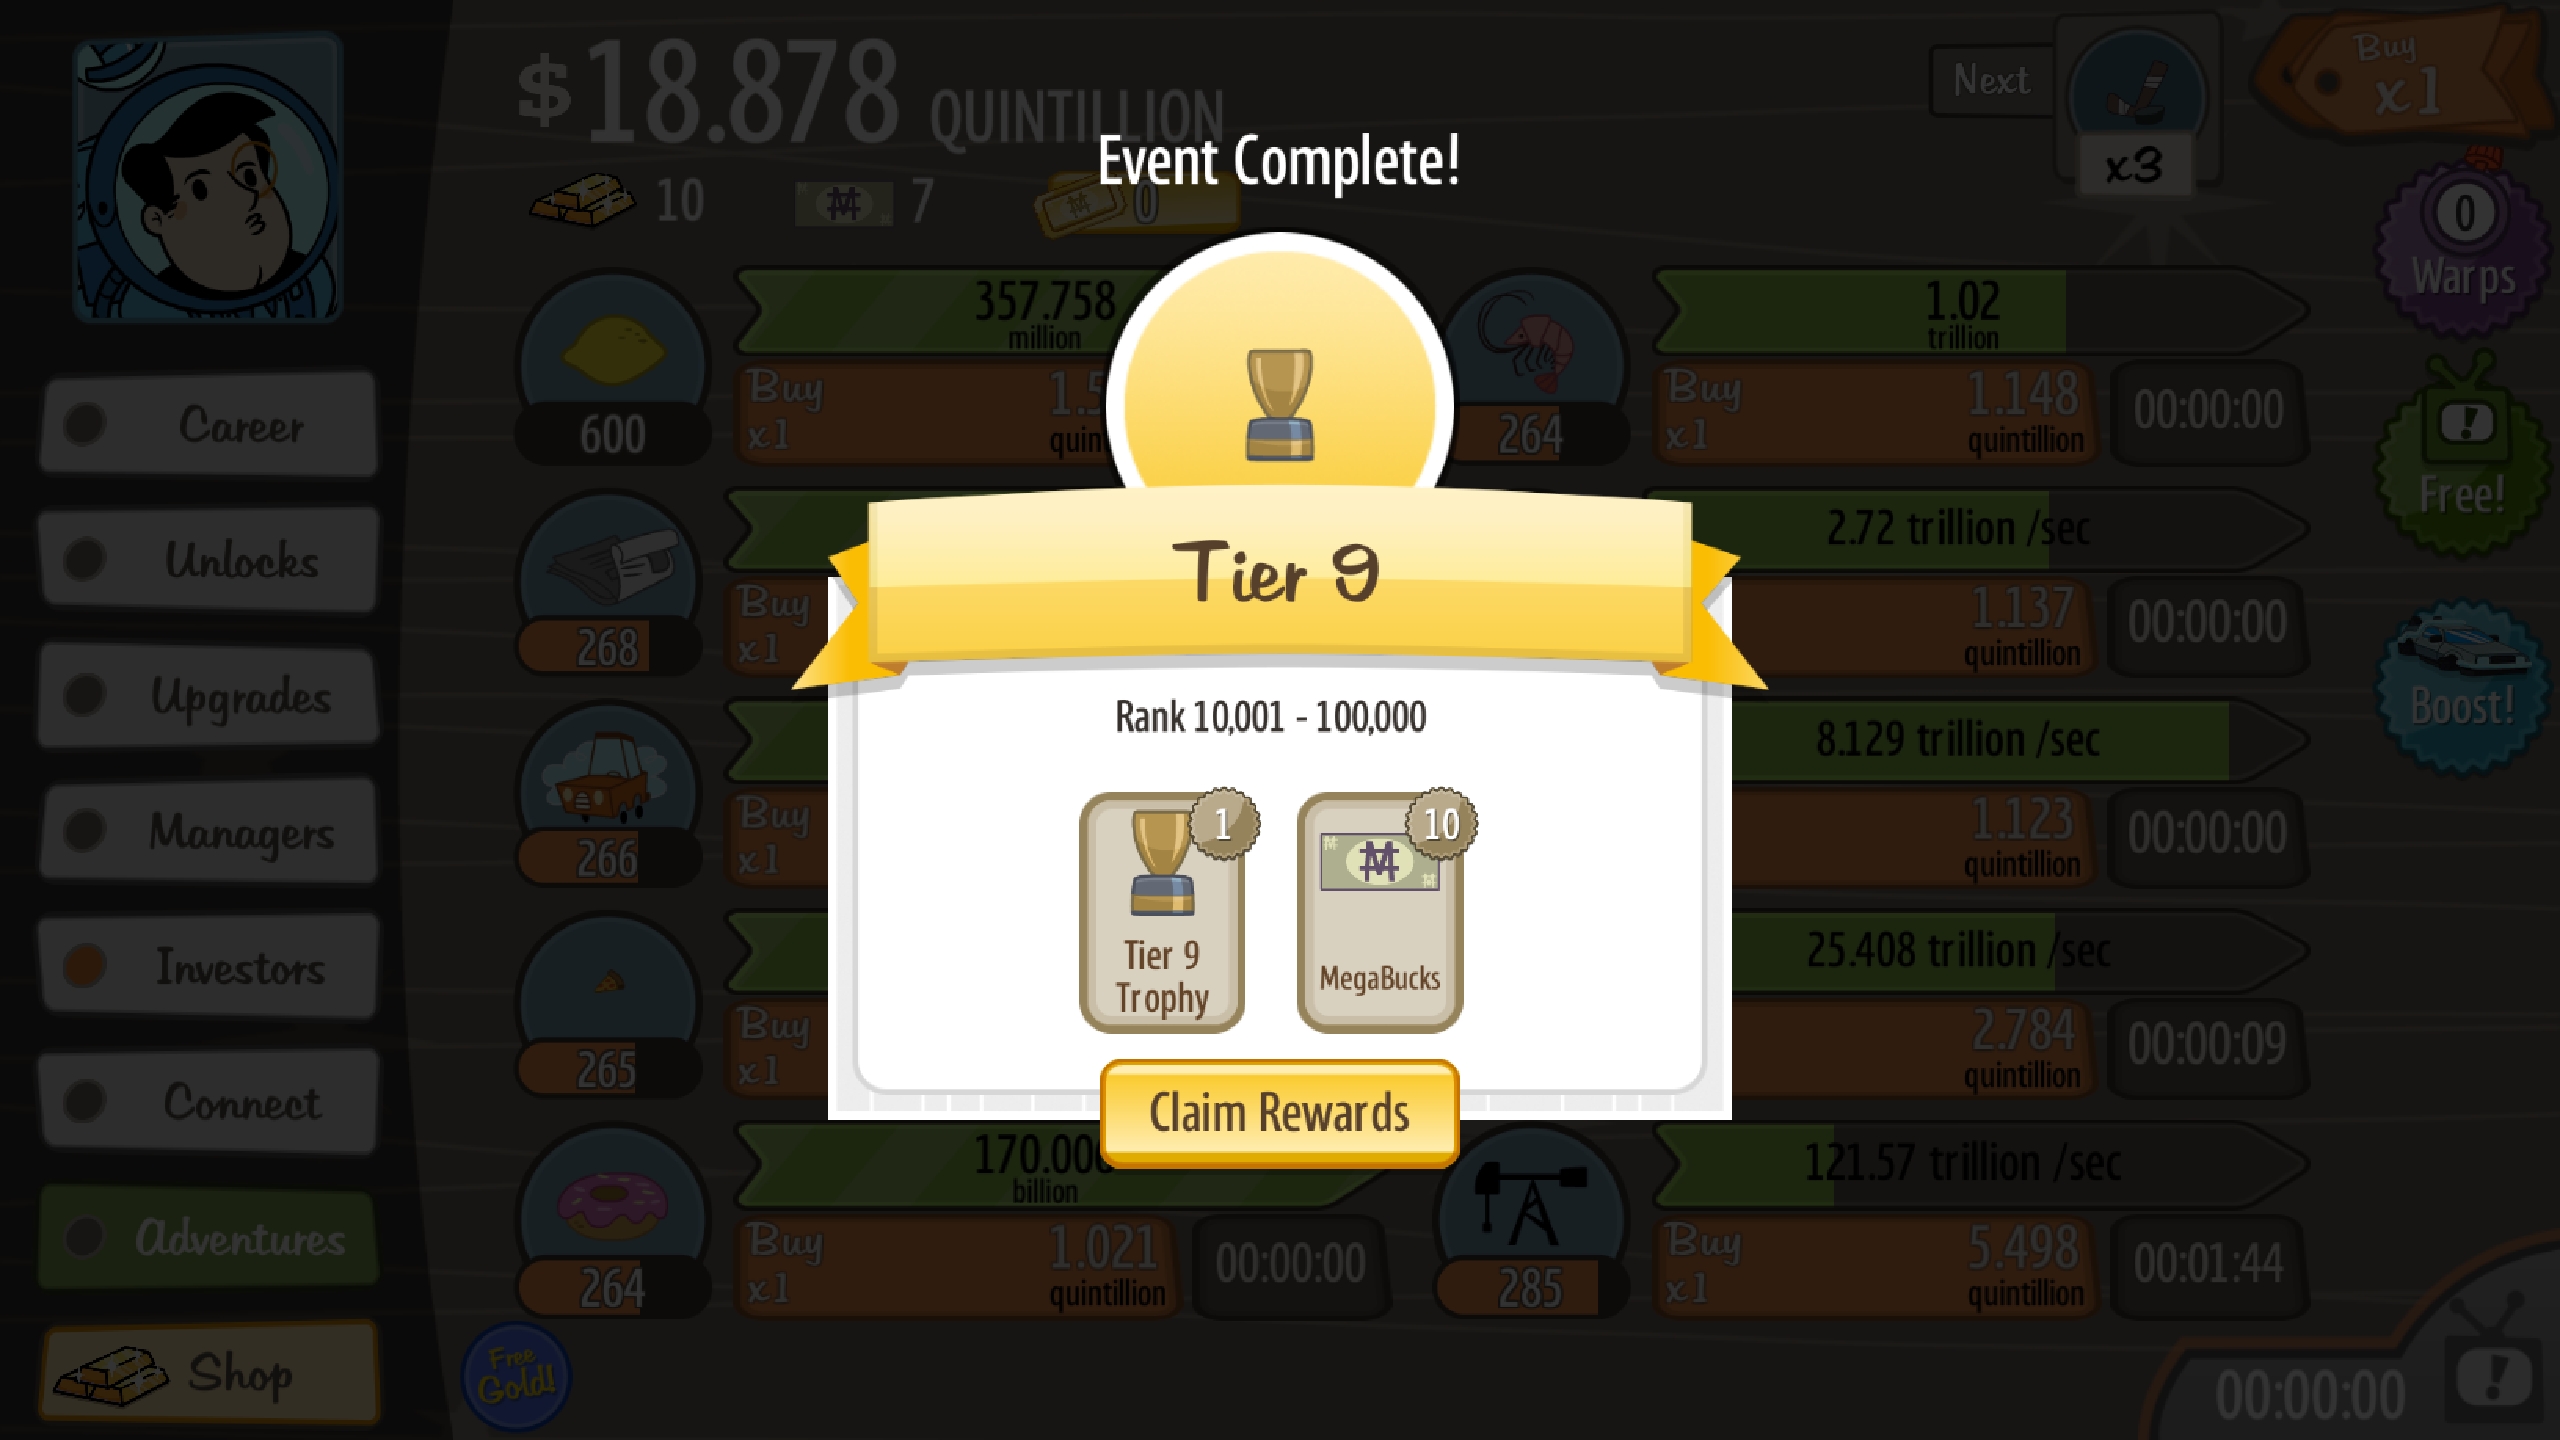 $18.878 QUINTILLION
10
7
0
Next
x3
Buy
x1
Event Complete!
0
Warps
Free!
Boost!
Career
Unlocks
Upgrades
Managers
Investors
Connect
Adventures
Shop
Free
Gold!
357.758
million
600
Buy
x1
1.5
quin
268
Buy
x1
266
Buy
x1
265
Buy
x1
170.00
billion
264
Buy
x1
1.021
quintillion
00:00:00
1.02
trillion
264
Buy
x1
1.148
quintillion
00:00:00
2.72 trillion /sec
1.137
quintillion
00:00:00
8.129 trillion /sec
1.123
quintillion
00:00:00
25.408 trillion /sec
2.784
quintillion
00:00:09
121.57 trillion /sec
285
Buy
x1
5.498
quintillion
00:01:44
00:00:00
Tier 9
Rank 10,001 - 100,000
1
Tier 9
Trophy
10
MegaBucks
Claim Rewards